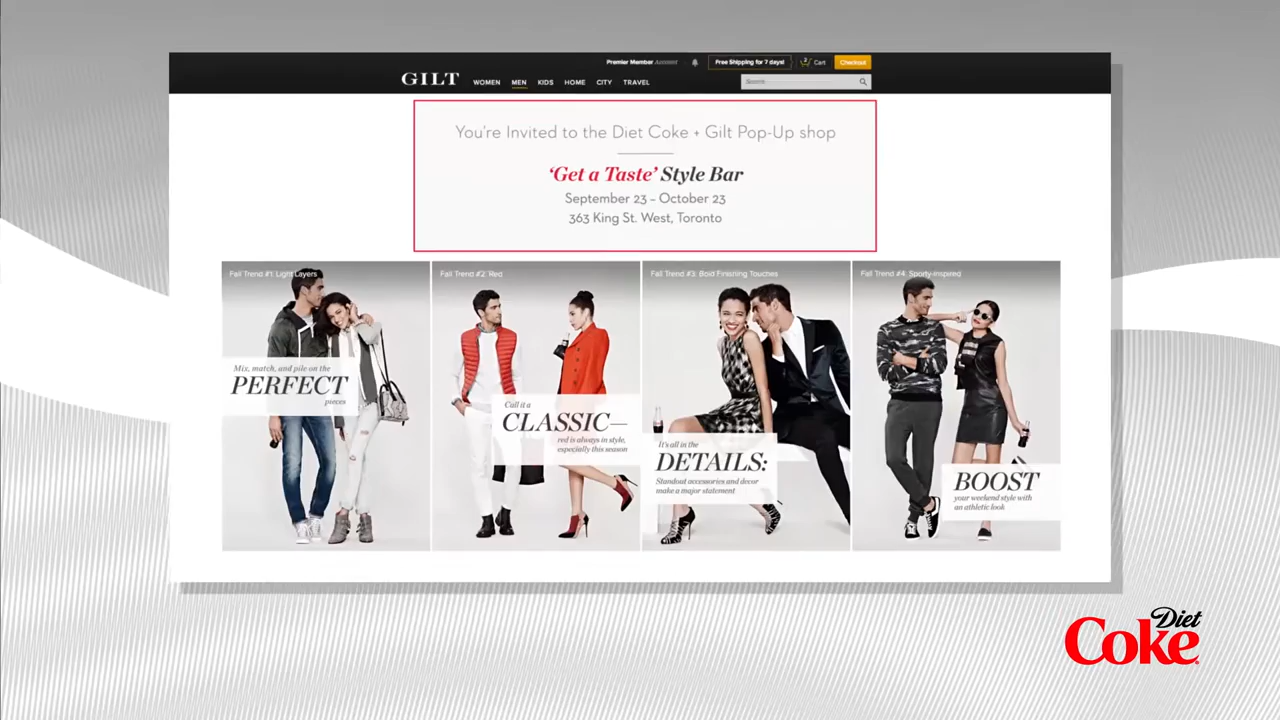 Premier Member Account
Free Shipping for 7 days!
2
Cart
Checkout
GILT
WOMEN
MEN
KIDS
HOME
CITY
TRAVEL
Search
You're Invited to the Diet Coke + Gilt Pop-Up shop
‘Get a Taste’ Style Bar
September 23 – October 23
363 King St. West, Toronto
Fall Trend #1: Light Layers
Mix, match, and pile on the
PERFECT
pieces
Fall Trend #2: Red
Call it a
CLASSIC—
red is always in style,
especially this season
Fall Trend #3: Bold Finishing Touches
It's all in the
DETAILS:
Standout accessories and decor
make a major statement
Fall Trend #4: Sporty-inspired
BOOST
your weekend style with
an athletic look
Diet
Coke